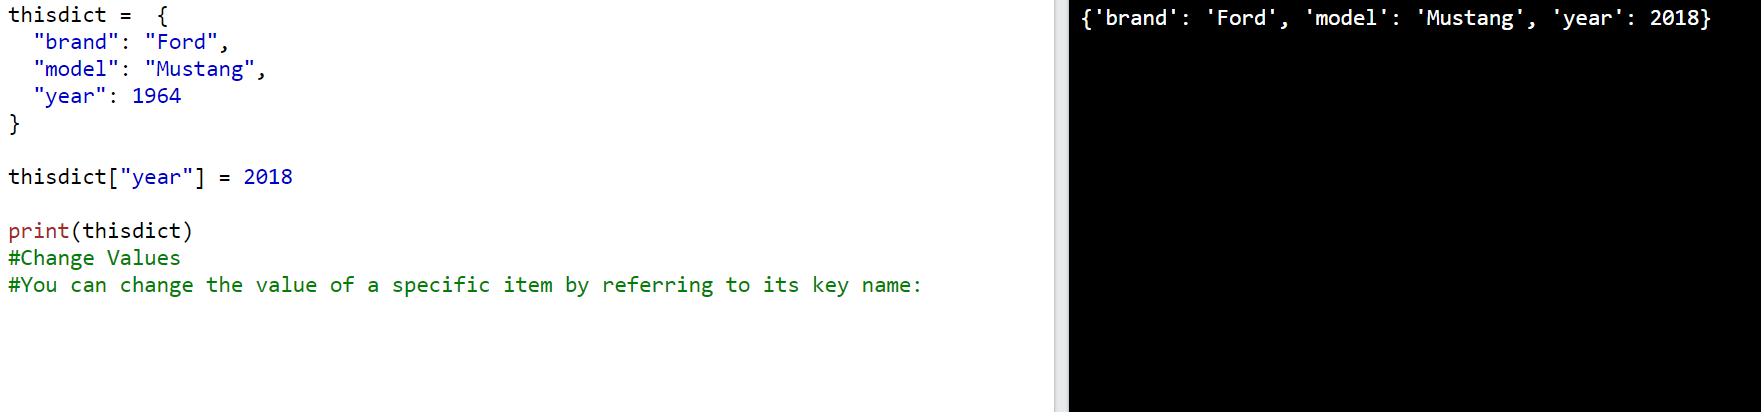 thisdict =  {
  "brand": "Ford",
  "model": "Mustang",
  "year": 1964
}
thisdict["year"] = 2018
print(thisdict)
#Change Values
#You can change the value of a specific item by referring to its key name:
{'brand': 'Ford', 'model': 'Mustang', 'year': 2018}